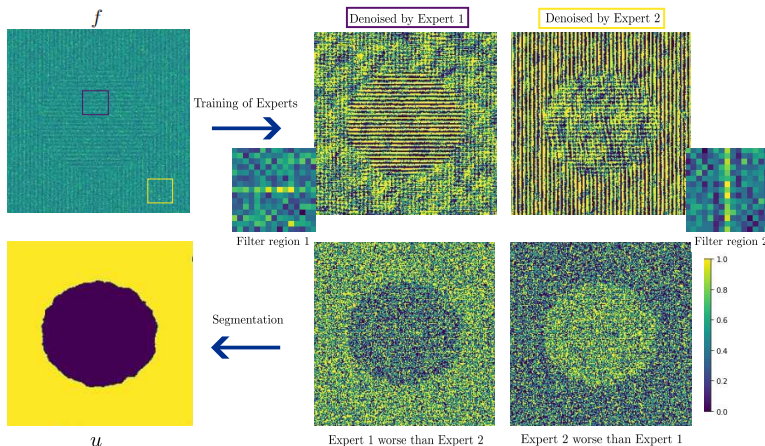 f
Denoised by Expert 1
Denoised by Expert 2
Training of Experts
Filter region 1
Filter region 2
1.0
0.8
0.6
0.4
0.2
0.0
Segmentation
u
Expert 1 worse than Expert 2
Expert 2 worse than Expert 1